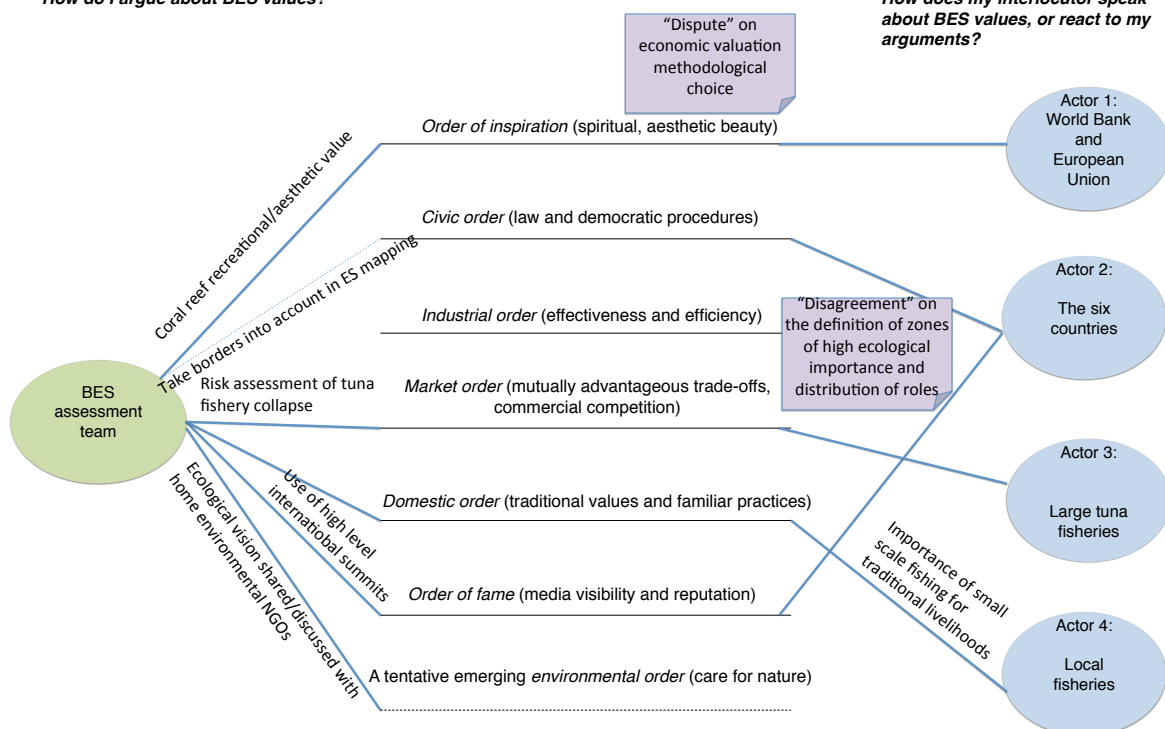 How do I argue about BES values?
How does my interlocutor speak
about BES values, or react to my
arguments?
“Dispute” on
economic valuation
methodological
choice
Actor 1:
World Bank
and
European
Union
Order of inspiration (spiritual, aesthetic beauty)
Coral reef recreational/aesthetic value
Civic order (law and democratic procedures)
Take borders into account in ES mapping
Actor 2:
The six
countries
“Disagreement” on
the definition of zones
of high ecological
importance and
distribution of roles
Industrial order (effectiveness and efficiency)
BES
assessment
team
Risk assessment of tuna
fishery collapse
Market order (mutually advantageous trade-offs,
commercial competition)
Actor 3:
Large tuna
fisheries
Domestic order (traditional values and familiar practices)
Use of high level
internatiobal summits
Ecological vision shared/discussed with
home environmental NGOs
Importance of small
scale fishing for
traditional livelihoods
Order of fame (media visibility and reputation)
Actor 4:
Local
fisheries
A tentative emerging environmental order (care for nature)